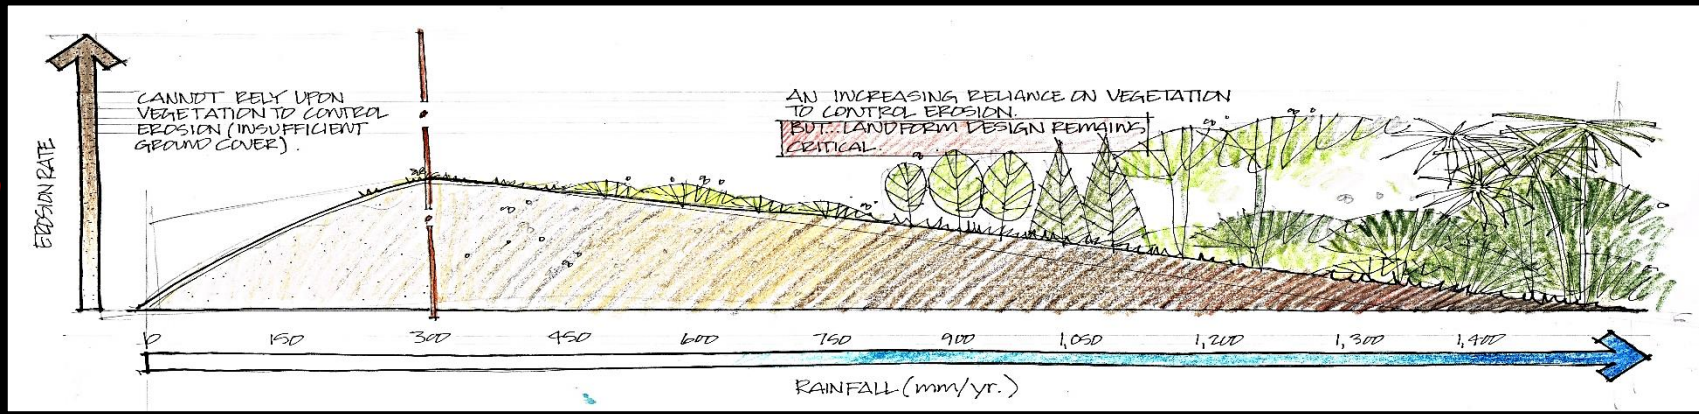 CANNOT RELY UPON
VEGETATION TO CONTROL
EROSION (INSUFFICIENT
GROUND COVER).
AN INCREASING RELIANCE ON VEGETATION
TO CONTROL EROSION.
BUT...LANDFORM DESIGN REMAINS
CRITICAL.
EROSION RATE
0 150 300 450 600 750 900 1,050 1,200 1,300 1,400
RAINFALL (mm/yr.)